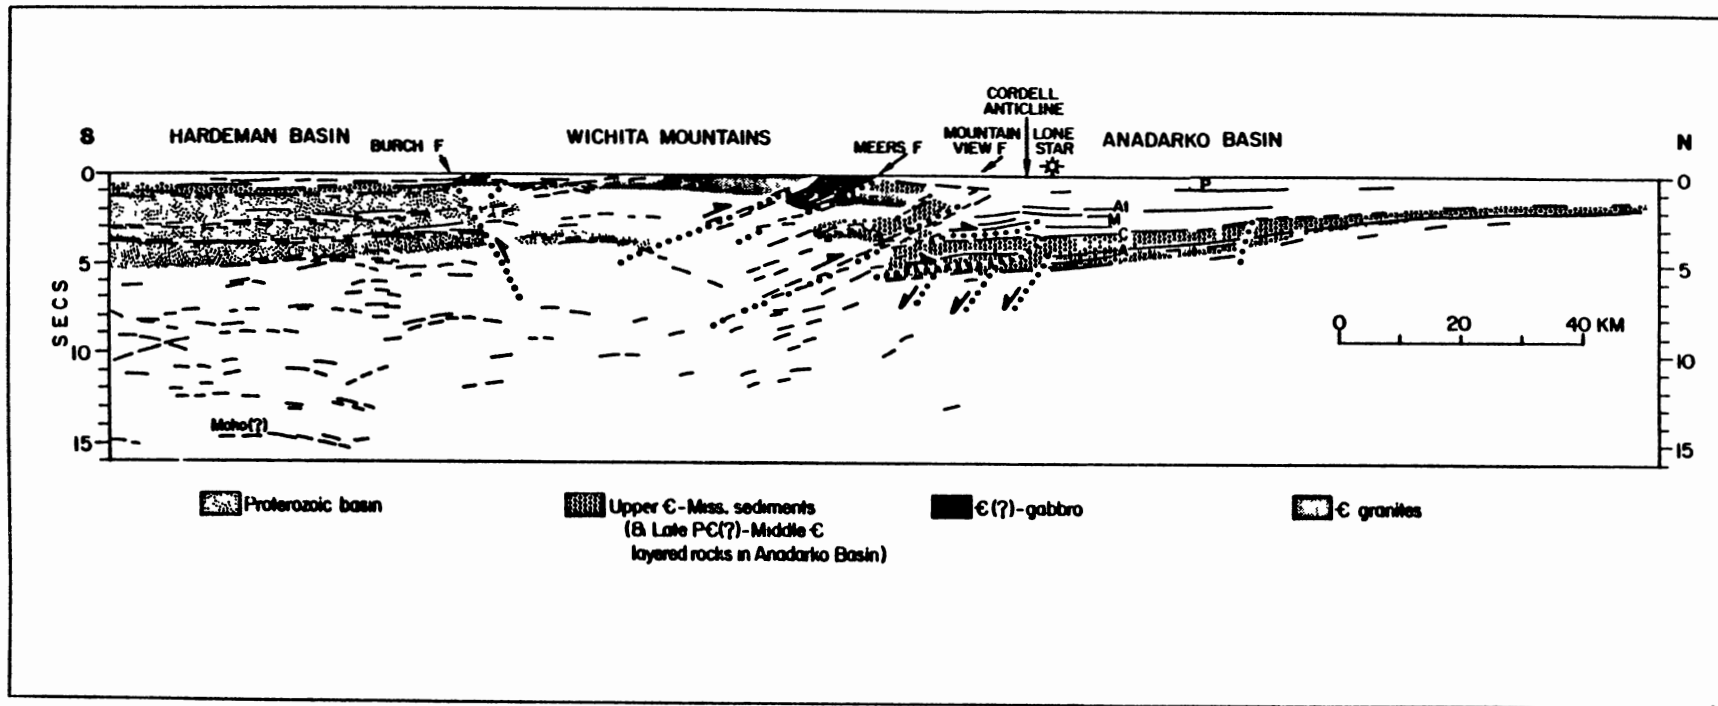 CORDELL
ANTICLINE
S HARDEMAN BASIN BURCH F WICHITA MOUNTAINS MEERS F MOUNTAIN VIEW F LONE STAR ANADARKO BASIN N
0 0
P
A1
M
C
A
5 5
SECS
0 20 40 KM
10 10
Moho(?)
15 15
Proterozoic basin
Upper Є-Miss. sediments
(& Late PЄ(?)-Middle Є
layered rocks in Anadarko Basin)
Є(?)-gabbro
Є granites